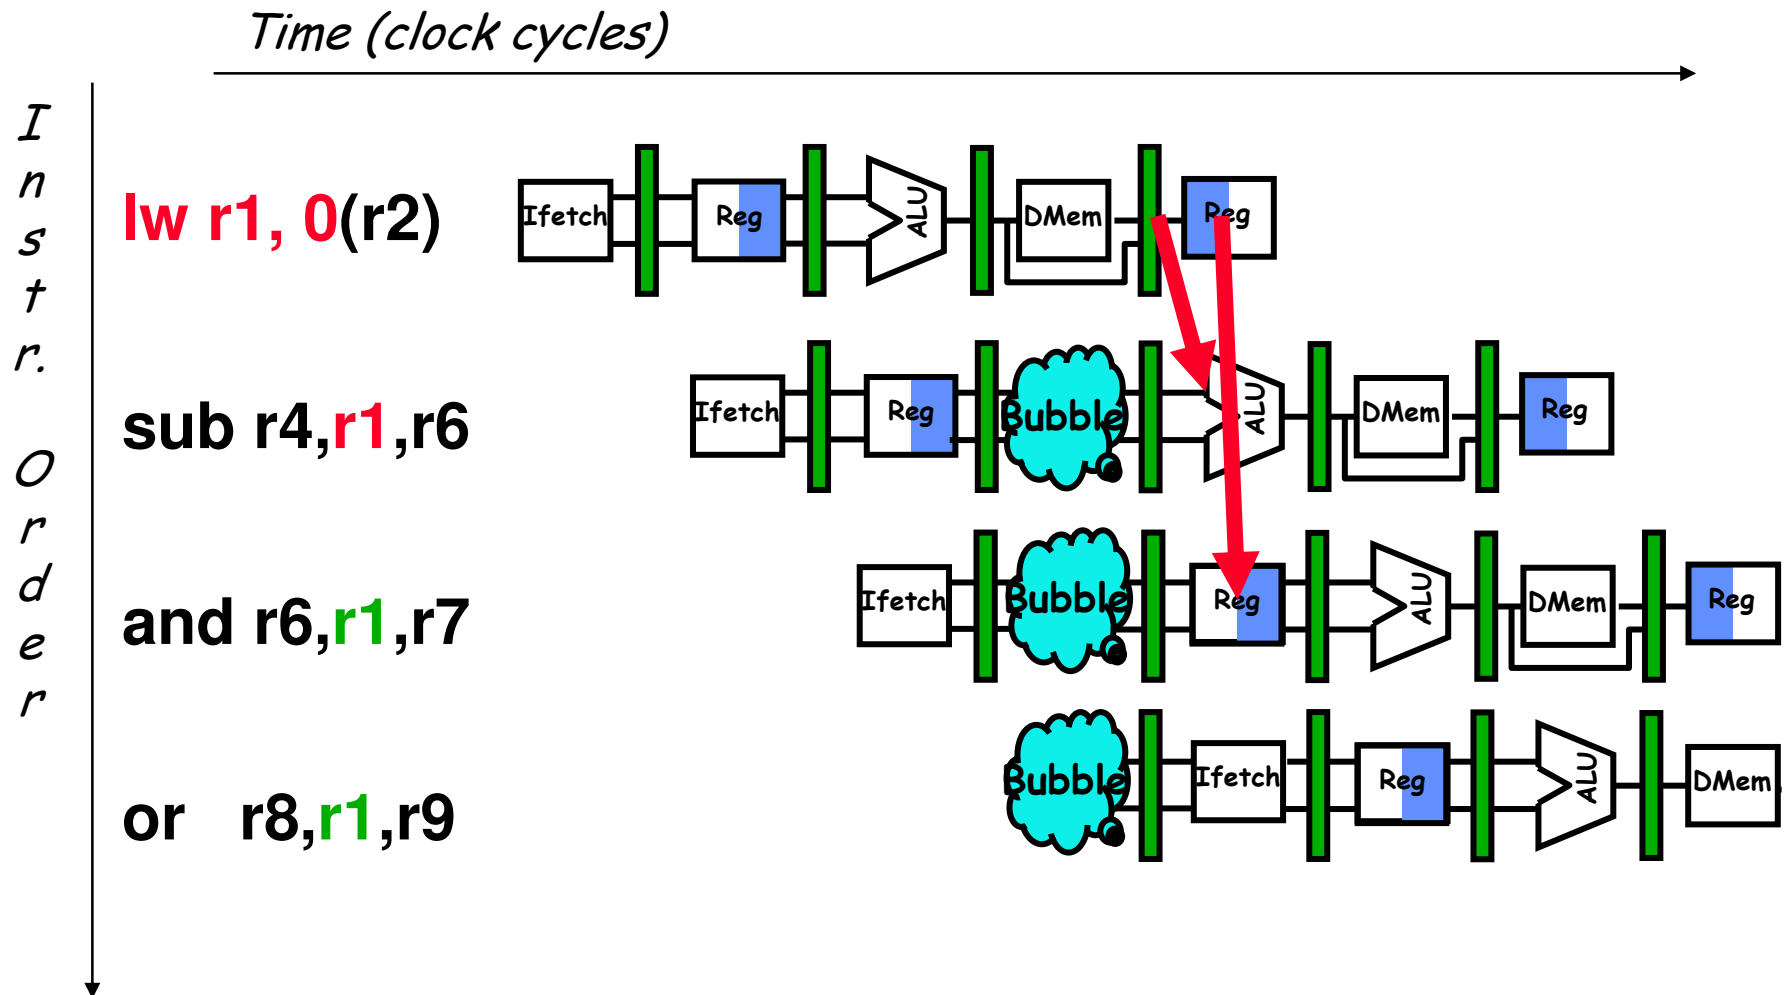 Time (clock cycles)
Instr. Order
lw r1, 0(r2)
Ifetch Reg ALU DMem Reg
sub r4,r1,r6
Ifetch Reg Bubble ALU DMem Reg
and r6,r1,r7
Ifetch Bubble Reg ALU DMem Reg
or r8,r1,r9
Bubble Ifetch Reg ALU DMem